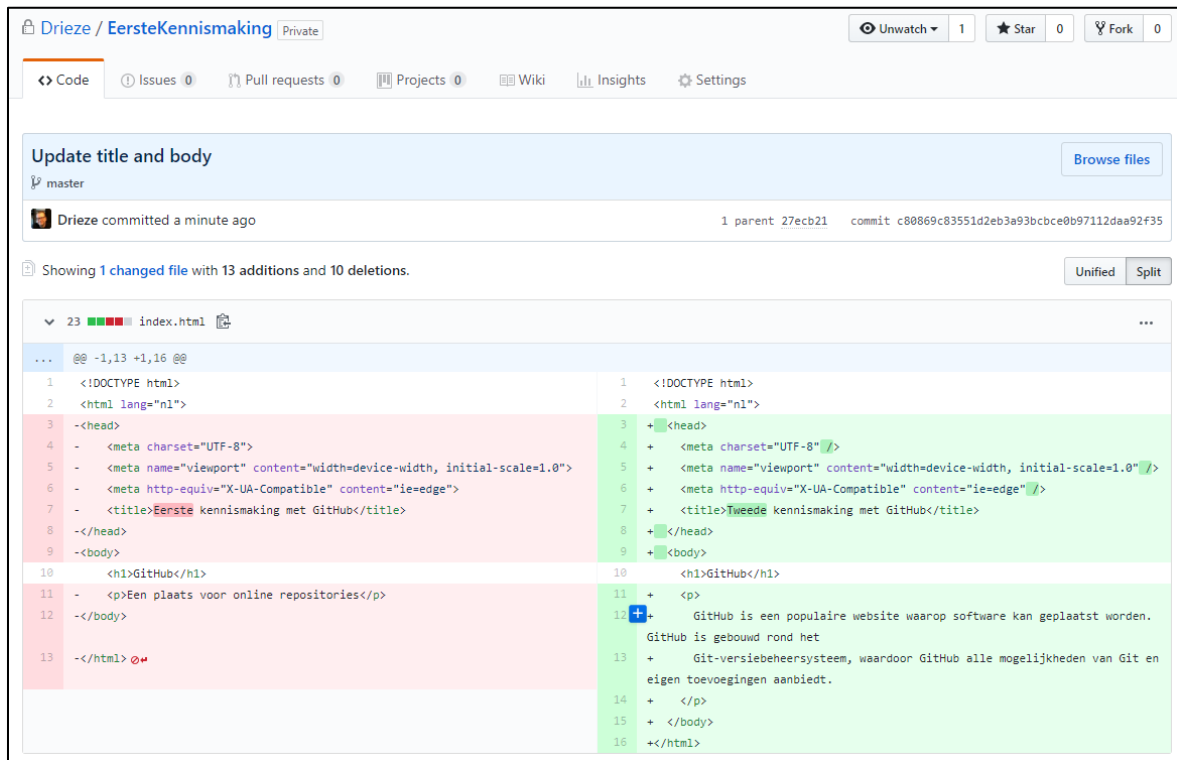 Drieze / EersteKennismaking Private Unwatch 1 Star 0 Fork 0
Code Issues 0 Pull requests 0 Projects 0 Wiki Insights Settings
Update title and body
Browse files
master
Drieze committed a minute ago 1 parent 27ecb21 commit c80869c83551d2eb3a93bcbce0b97112daa92f35
Showing 1 changed file with 13 additions and 10 deletions. Unified Split
23 index.html ...
... @@ -1,13 +1,16 @@
1 <!DOCTYPE html>
2 <html lang="nl">
3 -<head>
4 - <meta charset="UTF-8">
5 - <meta name="viewport" content="width=device-width, initial-scale=1.0">
6 - <meta http-equiv="X-UA-Compatible" content="ie=edge">
7 - <title>Eerste kennismaking met GitHub</title>
8 -</head>
9 -<body>
10 <h1>GitHub</h1>
11 - <p>Een plaats voor online repositories</p>
12 -</body>
13 -</html>
1 <!DOCTYPE html>
2 <html lang="nl">
3 + <head>
4 + <meta charset="UTF-8" />
5 + <meta name="viewport" content="width=device-width, initial-scale=1.0" />
6 + <meta http-equiv="X-UA-Compatible" content="ie=edge" />
7 + <title>Tweede kennismaking met GitHub</title>
8 + </head>
9 + <body>
10 <h1>GitHub</h1>
11 + <p>
12 + GitHub is een populaire website waarop software kan geplaatst worden.
GitHub is gebouwd rond het
13 + Git-versiebeheersysteem, waardoor GitHub alle mogelijkheden van Git en
eigen toevoegingen aanbiedt.
14 + </p>
15 + </body>
16 +</html>